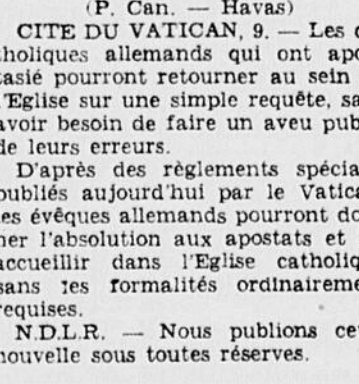 (P. Can. — Havas)
CITE DU VATICAN, 9. — Les c
tholiques allemands qui ont apo
tasié pourront retourner au sein
l'Eglise sur une simple requête, sa
avoir besoin de faire un aveu pub
de leurs erreurs.
D'après des règlements spécia
publiés aujourd'hui par le Vatica
les évêques allemands pourront do
ner l'absolution aux apostats et
accueillir dans l'Eglise catholiq
sans les formalités ordinaireme
requises.
N.D.L.R. — Nous publions cet
nouvelle sous toutes réserves.